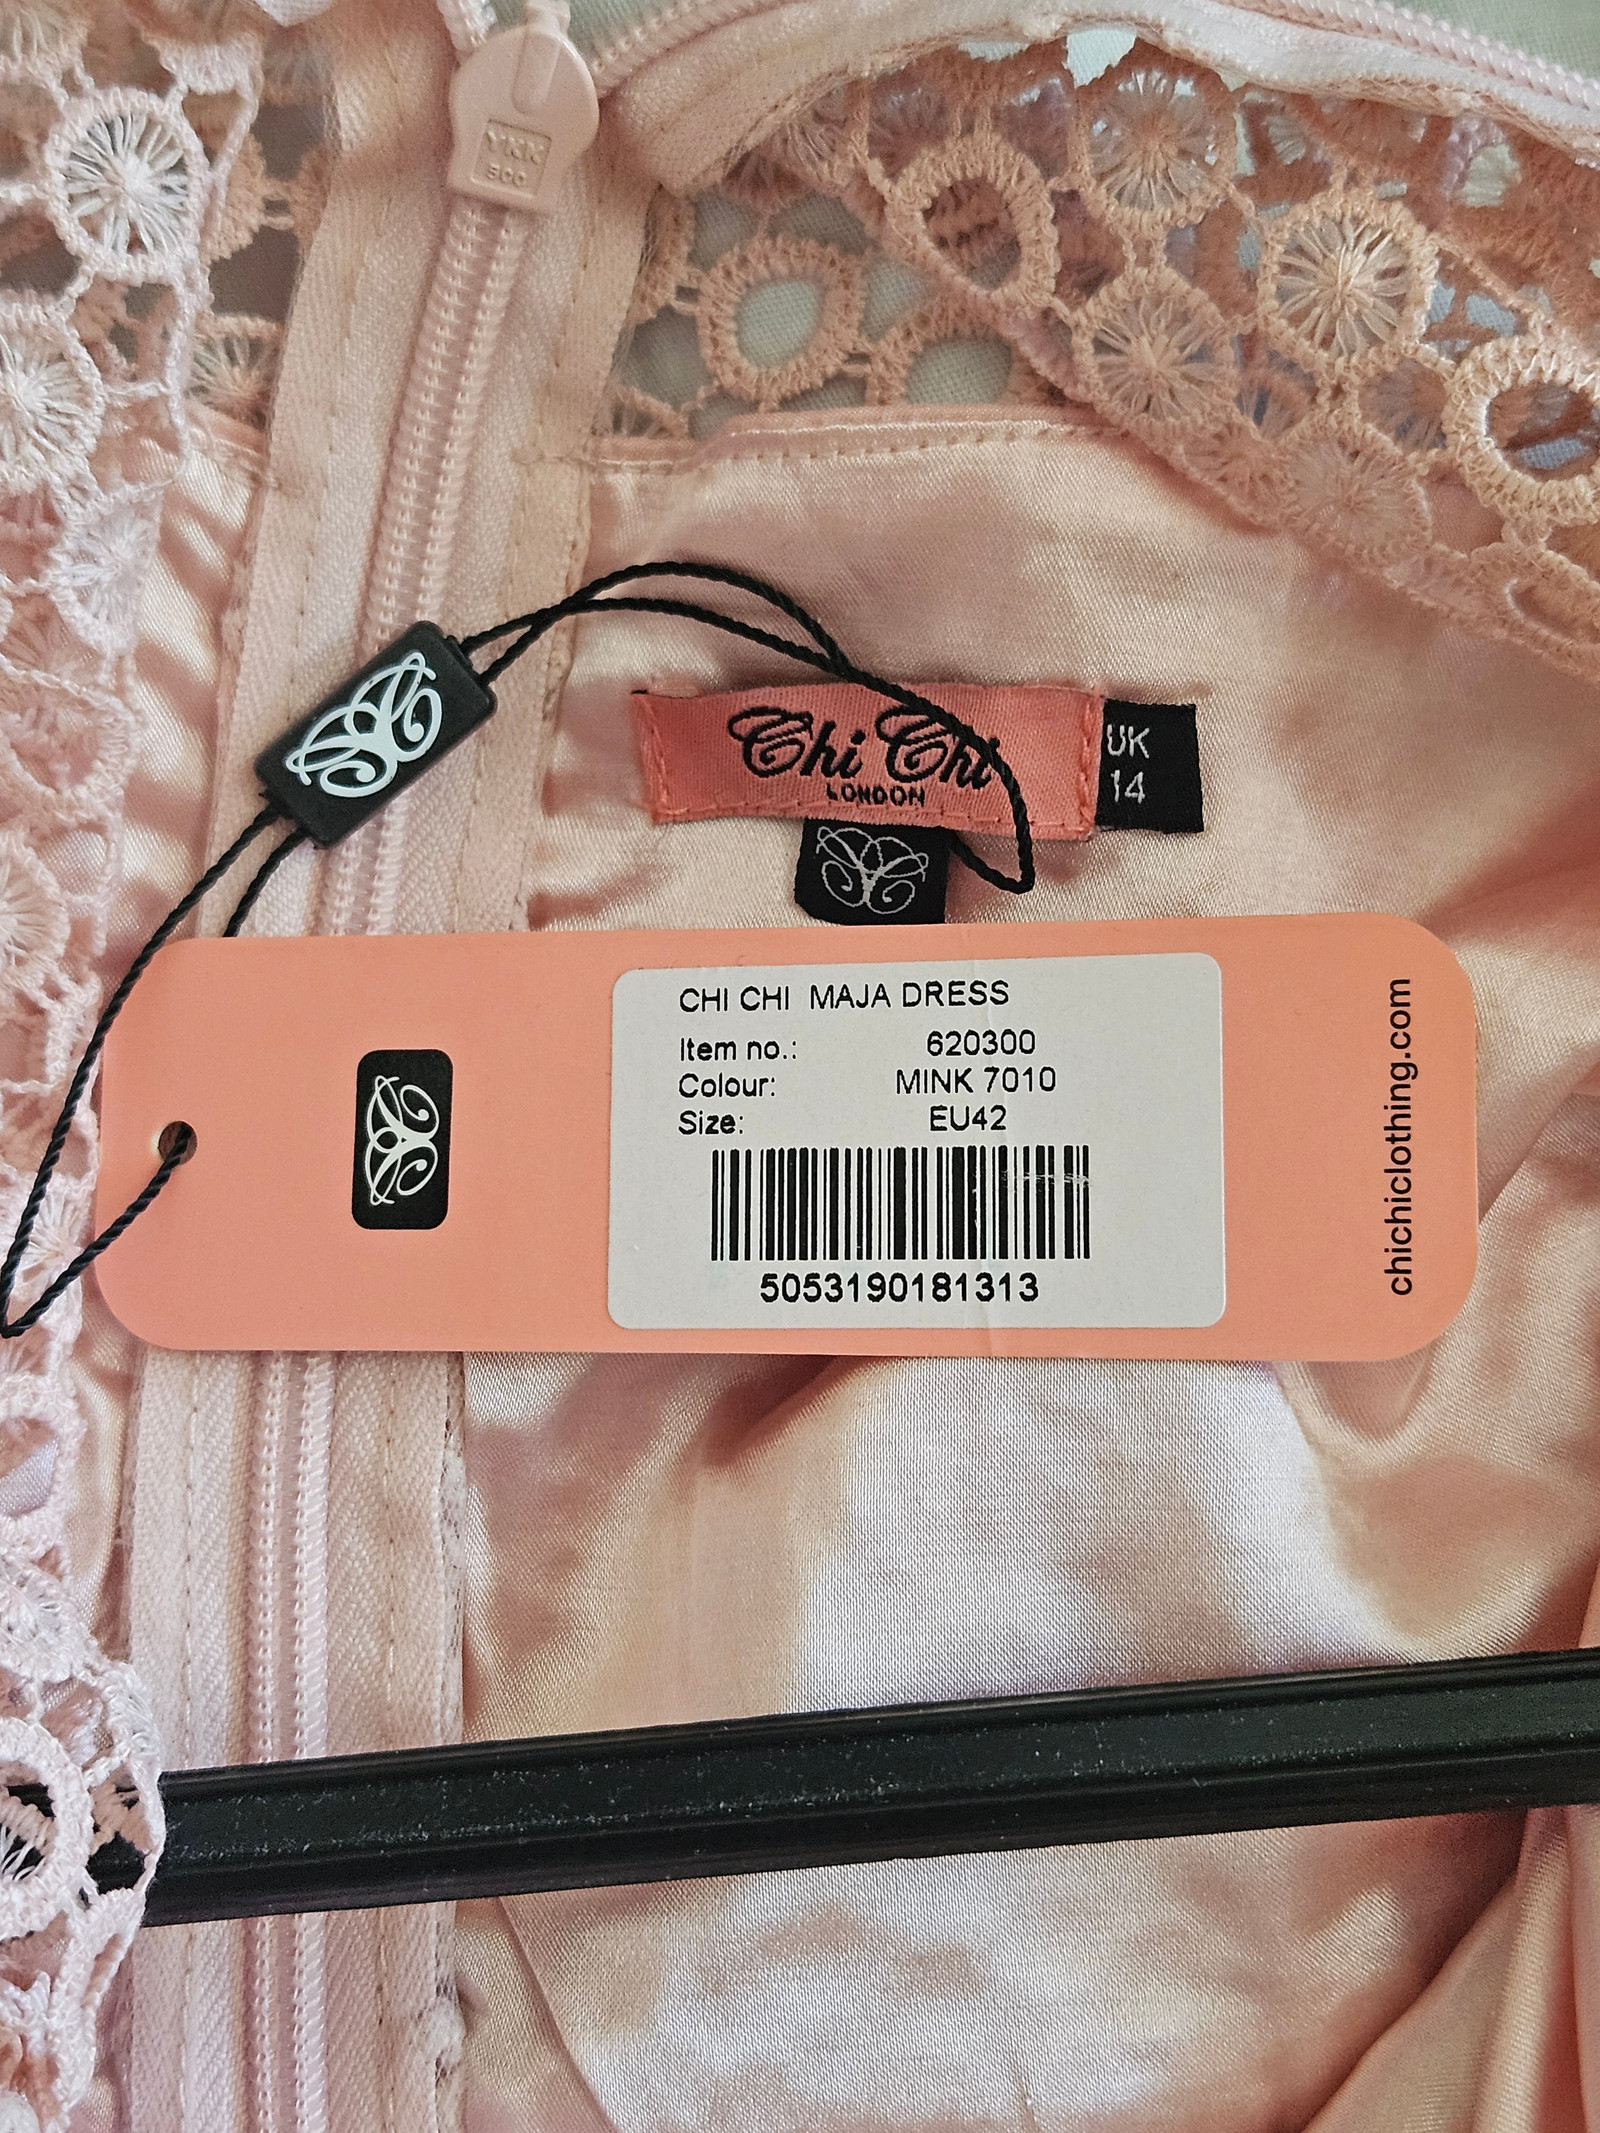 YKK
Chi Chi
LONDON
UK
14
CHI CHI MAJA DRESS
Item no.: 620300
Colour: MINK 7010
Size: EU42
5053190181313
chichiclothing.com